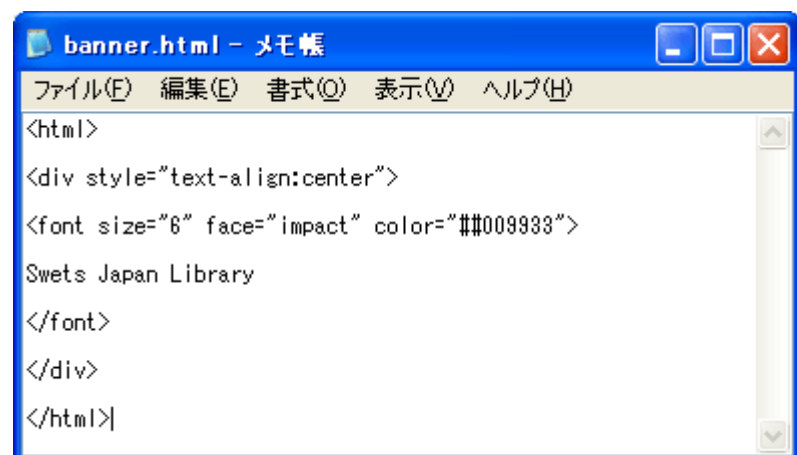 banner.html - メモ帳
ファイル(F) 編集(E) 書式(O) 表示(V) ヘルプ(H)
<html>
<div style="text-align:center">
<font size="6" face="impact" color="##009933">
Swets Japan Library
</font>
</div>
</html>